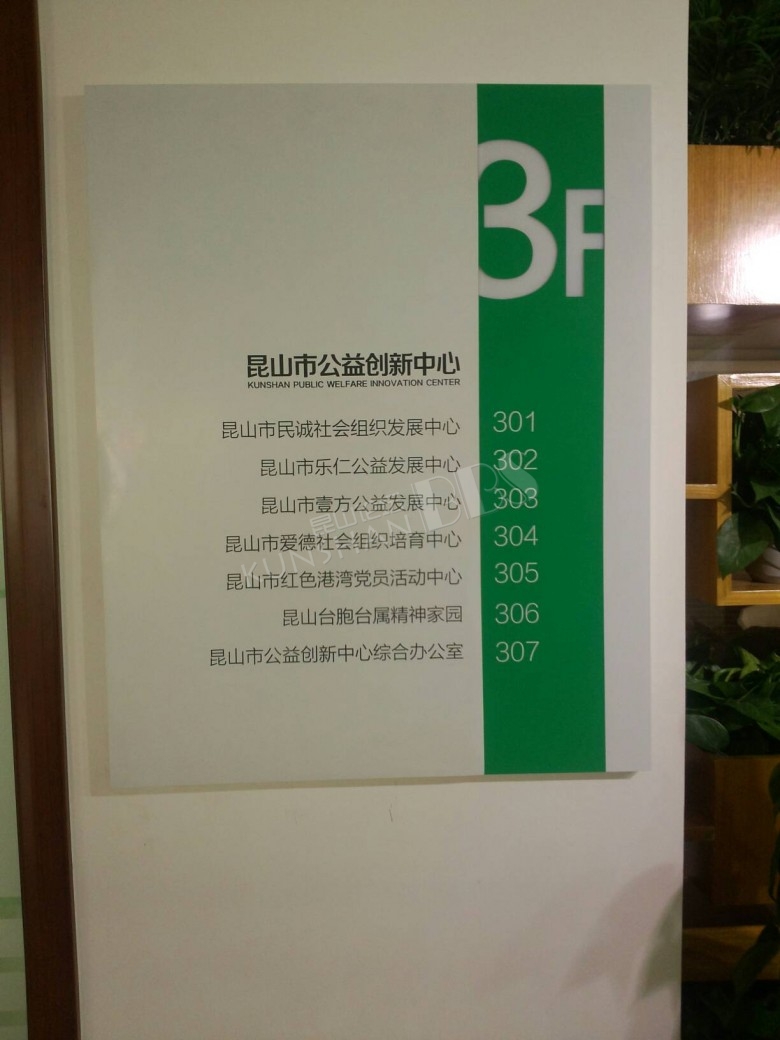 3F
昆山市公益创新中心
KUNSHAN PUBLIC WELFARE INNOVATION CENTER
昆山市民诚社会组织发展中心 301
昆山市乐仁公益发展中心 302
昆山市壹方公益发展中心 303
昆山市爱德社会组织培育中心 304
昆山市红色港湾党员活动中心 305
昆山台胞台属精神家园 306
昆山市公益创新中心综合办公室 307
KUNSHAN